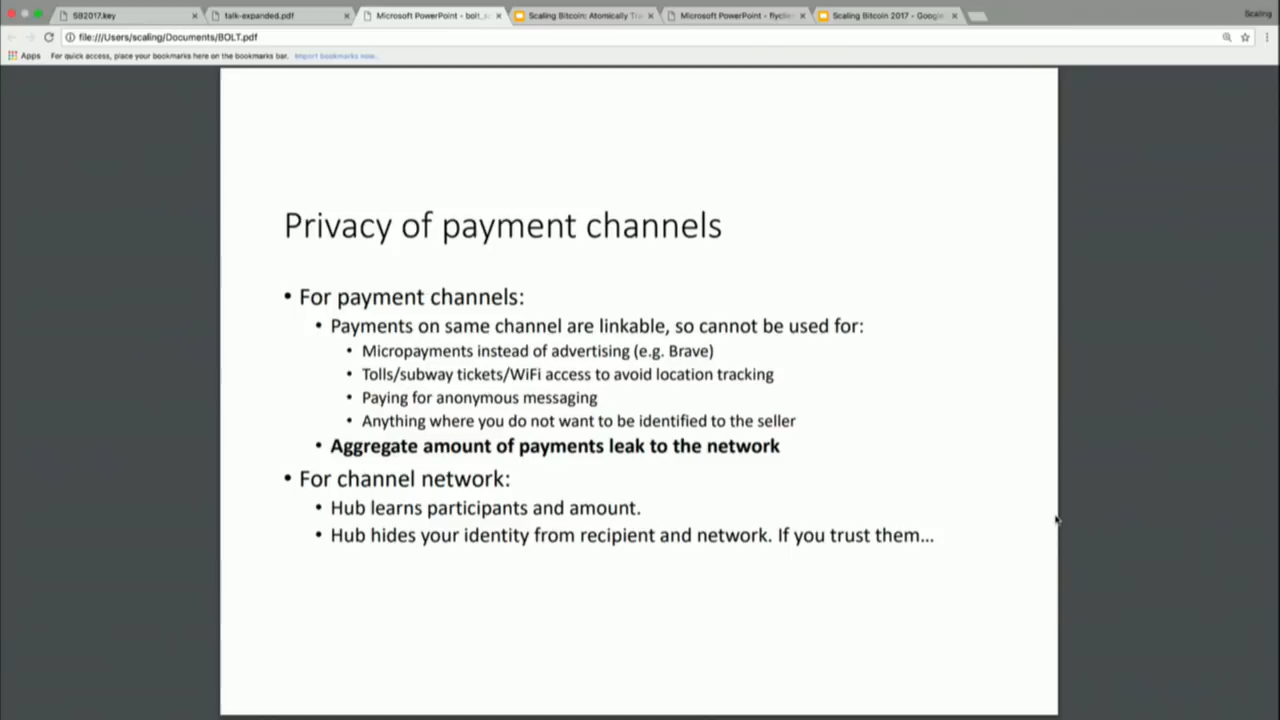 SB2017.key
talk-expanded.pdf
Microsoft PowerPoint - bolt_s
Scaling Bitcoin: Atomically Tra
Microsoft PowerPoint - flyclie
Scaling Bitcoin 2017 - Google
Scaling
file:///Users/scaling/Documents/BOLT.pdf
Apps
For quick access, place your bookmarks here on the bookmarks bar. Import bookmarks now...
Privacy of payment channels
• For payment channels:
• Payments on same channel are linkable, so cannot be used for:
• Micropayments instead of advertising (e.g. Brave)
• Tolls/subway tickets/WiFi access to avoid location tracking
• Paying for anonymous messaging
• Anything where you do not want to be identified to the seller
• Aggregate amount of payments leak to the network
• For channel network:
• Hub learns participants and amount.
• Hub hides your identity from recipient and network. If you trust them…